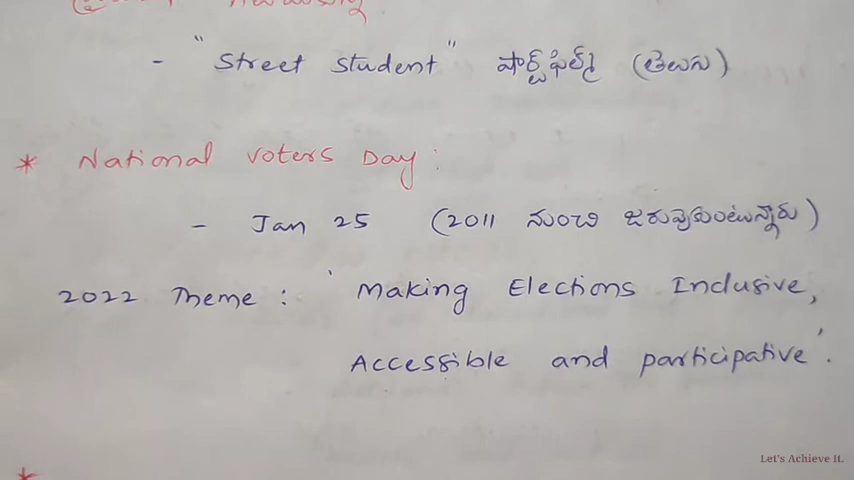 - "Street student" షార్ట్ ఫిల్మ్ (తెలుగు)
* National Voters Day :
- Jan 25 (2011 నుంచి జరుపుకుంటున్నారు)
2022 Theme : 'Making Elections Inclusive,
Accessible and participative'.
Let's Achieve It.